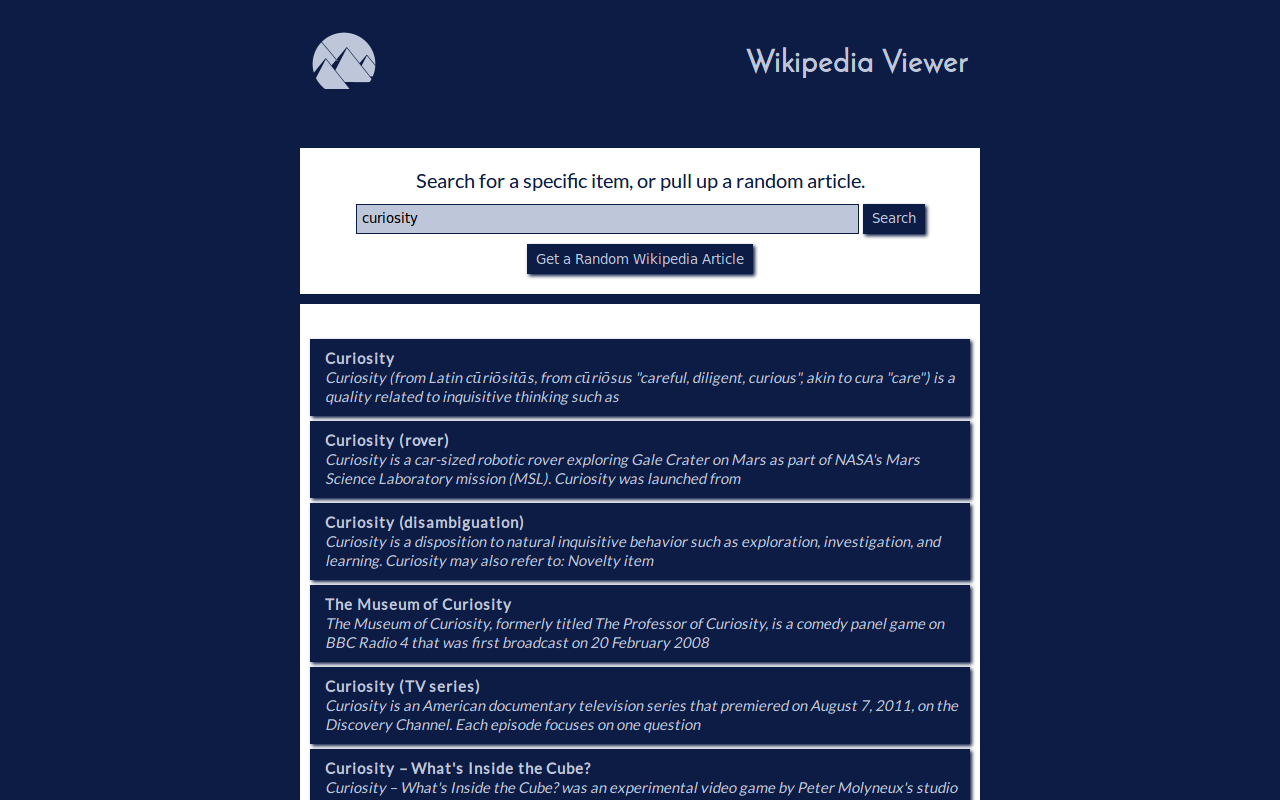 Wikipedia Viewer
Search for a specific item, or pull up a random article.
curiosity
Search
Get a Random Wikipedia Article
Curiosity
Curiosity (from Latin cūriōsitās, from cūriōsus "careful, diligent, curious", akin to cura "care") is a
quality related to inquisitive thinking such as
Curiosity (rover)
Curiosity is a car-sized robotic rover exploring Gale Crater on Mars as part of NASA's Mars
Science Laboratory mission (MSL). Curiosity was launched from
Curiosity (disambiguation)
Curiosity is a disposition to natural inquisitive behavior such as exploration, investigation, and
learning. Curiosity may also refer to: Novelty item
The Museum of Curiosity
The Museum of Curiosity, formerly titled The Professor of Curiosity, is a comedy panel game on
BBC Radio 4 that was first broadcast on 20 February 2008
Curiosity (TV series)
Curiosity is an American documentary television series that premiered on August 7, 2011, on the
Discovery Channel. Each episode focuses on one question
Curiosity – What's Inside the Cube?
Curiosity – What's Inside the Cube? was an experimental video game by Peter Molyneux's studio